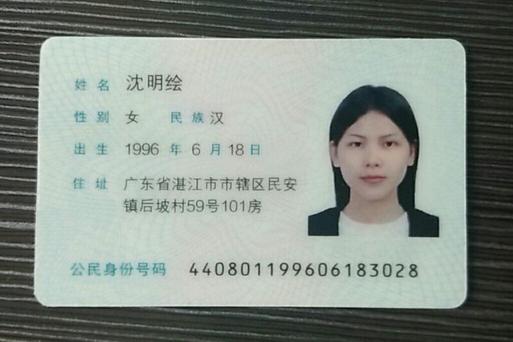 姓名 沈明绘
性别 女 民族 汉
出生 1996 年 6 月 18 日
住址 广东省湛江市市辖区民安
镇后坡村59号101房
公民身份号码 440801199606183028